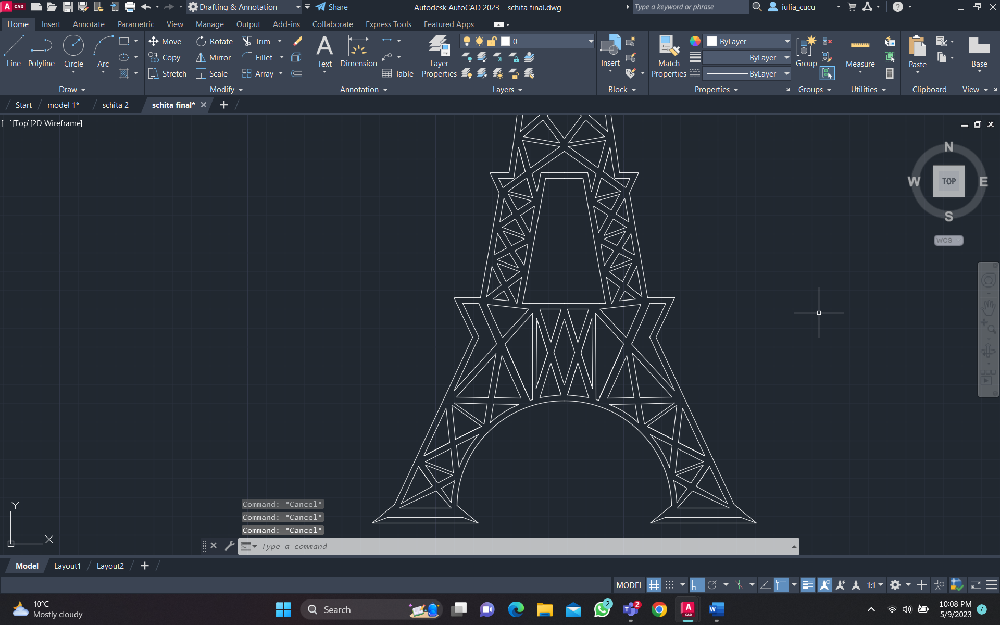 A CAD Drafting & Annotation Share Autodesk AutoCAD 2023 schita final.dwg Type a keyword or phrase iulia_cucu ?
Home Insert Annotate Parametric View Manage Output Add-ins Collaborate Express Tools Featured Apps
Move Rotate Trim 0 ByLayer
Line Polyline Circle Arc Copy Mirror Fillet Text Dimension Layer Properties Insert Match Properties ByLayer Group Measure Paste Base
Stretch Scale Array Table ByLayer
Draw Modify Annotation Layers Block Properties Groups Utilities Clipboard View
Start model 1* schita 2 schita final*
[−][Top][2D Wireframe]
N
W TOP E
S
WCS
Command: *Cancel*
Command: *Cancel*
Command: *Cancel*
Y
X
Type a command
Model Layout1 Layout2
MODEL 1:1
10°C
Mostly cloudy
Search
2
2
A CAD
W
10:08 PM
5/9/2023
7